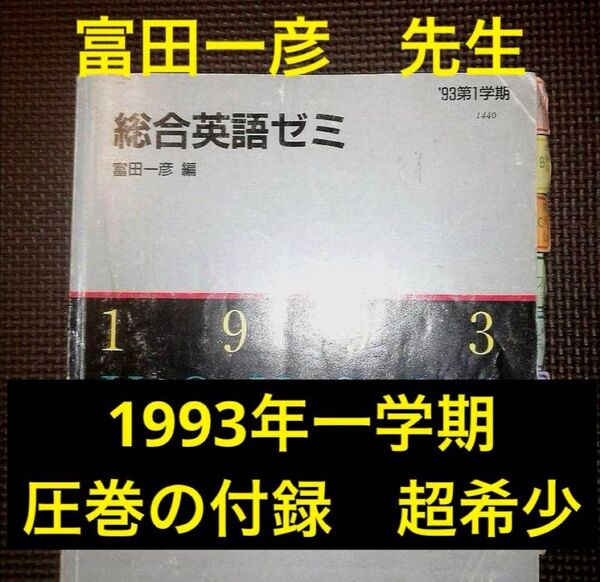 富田一彦　先生
'93第1学期
1440
総合英語ゼミ
富田一彦 編
1 9 9 3
1993年一学期
圧巻の付録　超希少